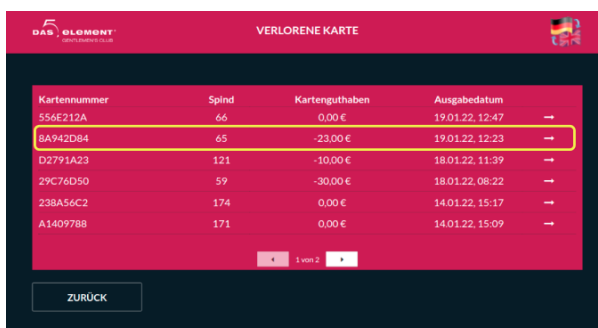 5
DAS element
GENTLEMEN'S CLUB
VERLORENE KARTE
Kartennummer Spind Kartenguthaben Ausgabedatum
556E212A 66 0,00 € 19.01.22, 12:47 →
8A942D84 65 -23,00 € 19.01.22, 12:23 →
D2791A23 121 -10,00 € 18.01.22, 11:39 →
29C76D50 59 -30,00 € 18.01.22, 08:22 →
238A56C2 174 0,00 € 14.01.22, 15:17 →
A1409788 171 0,00 € 14.01.22, 15:09 →
1 von 2
ZURÜCK